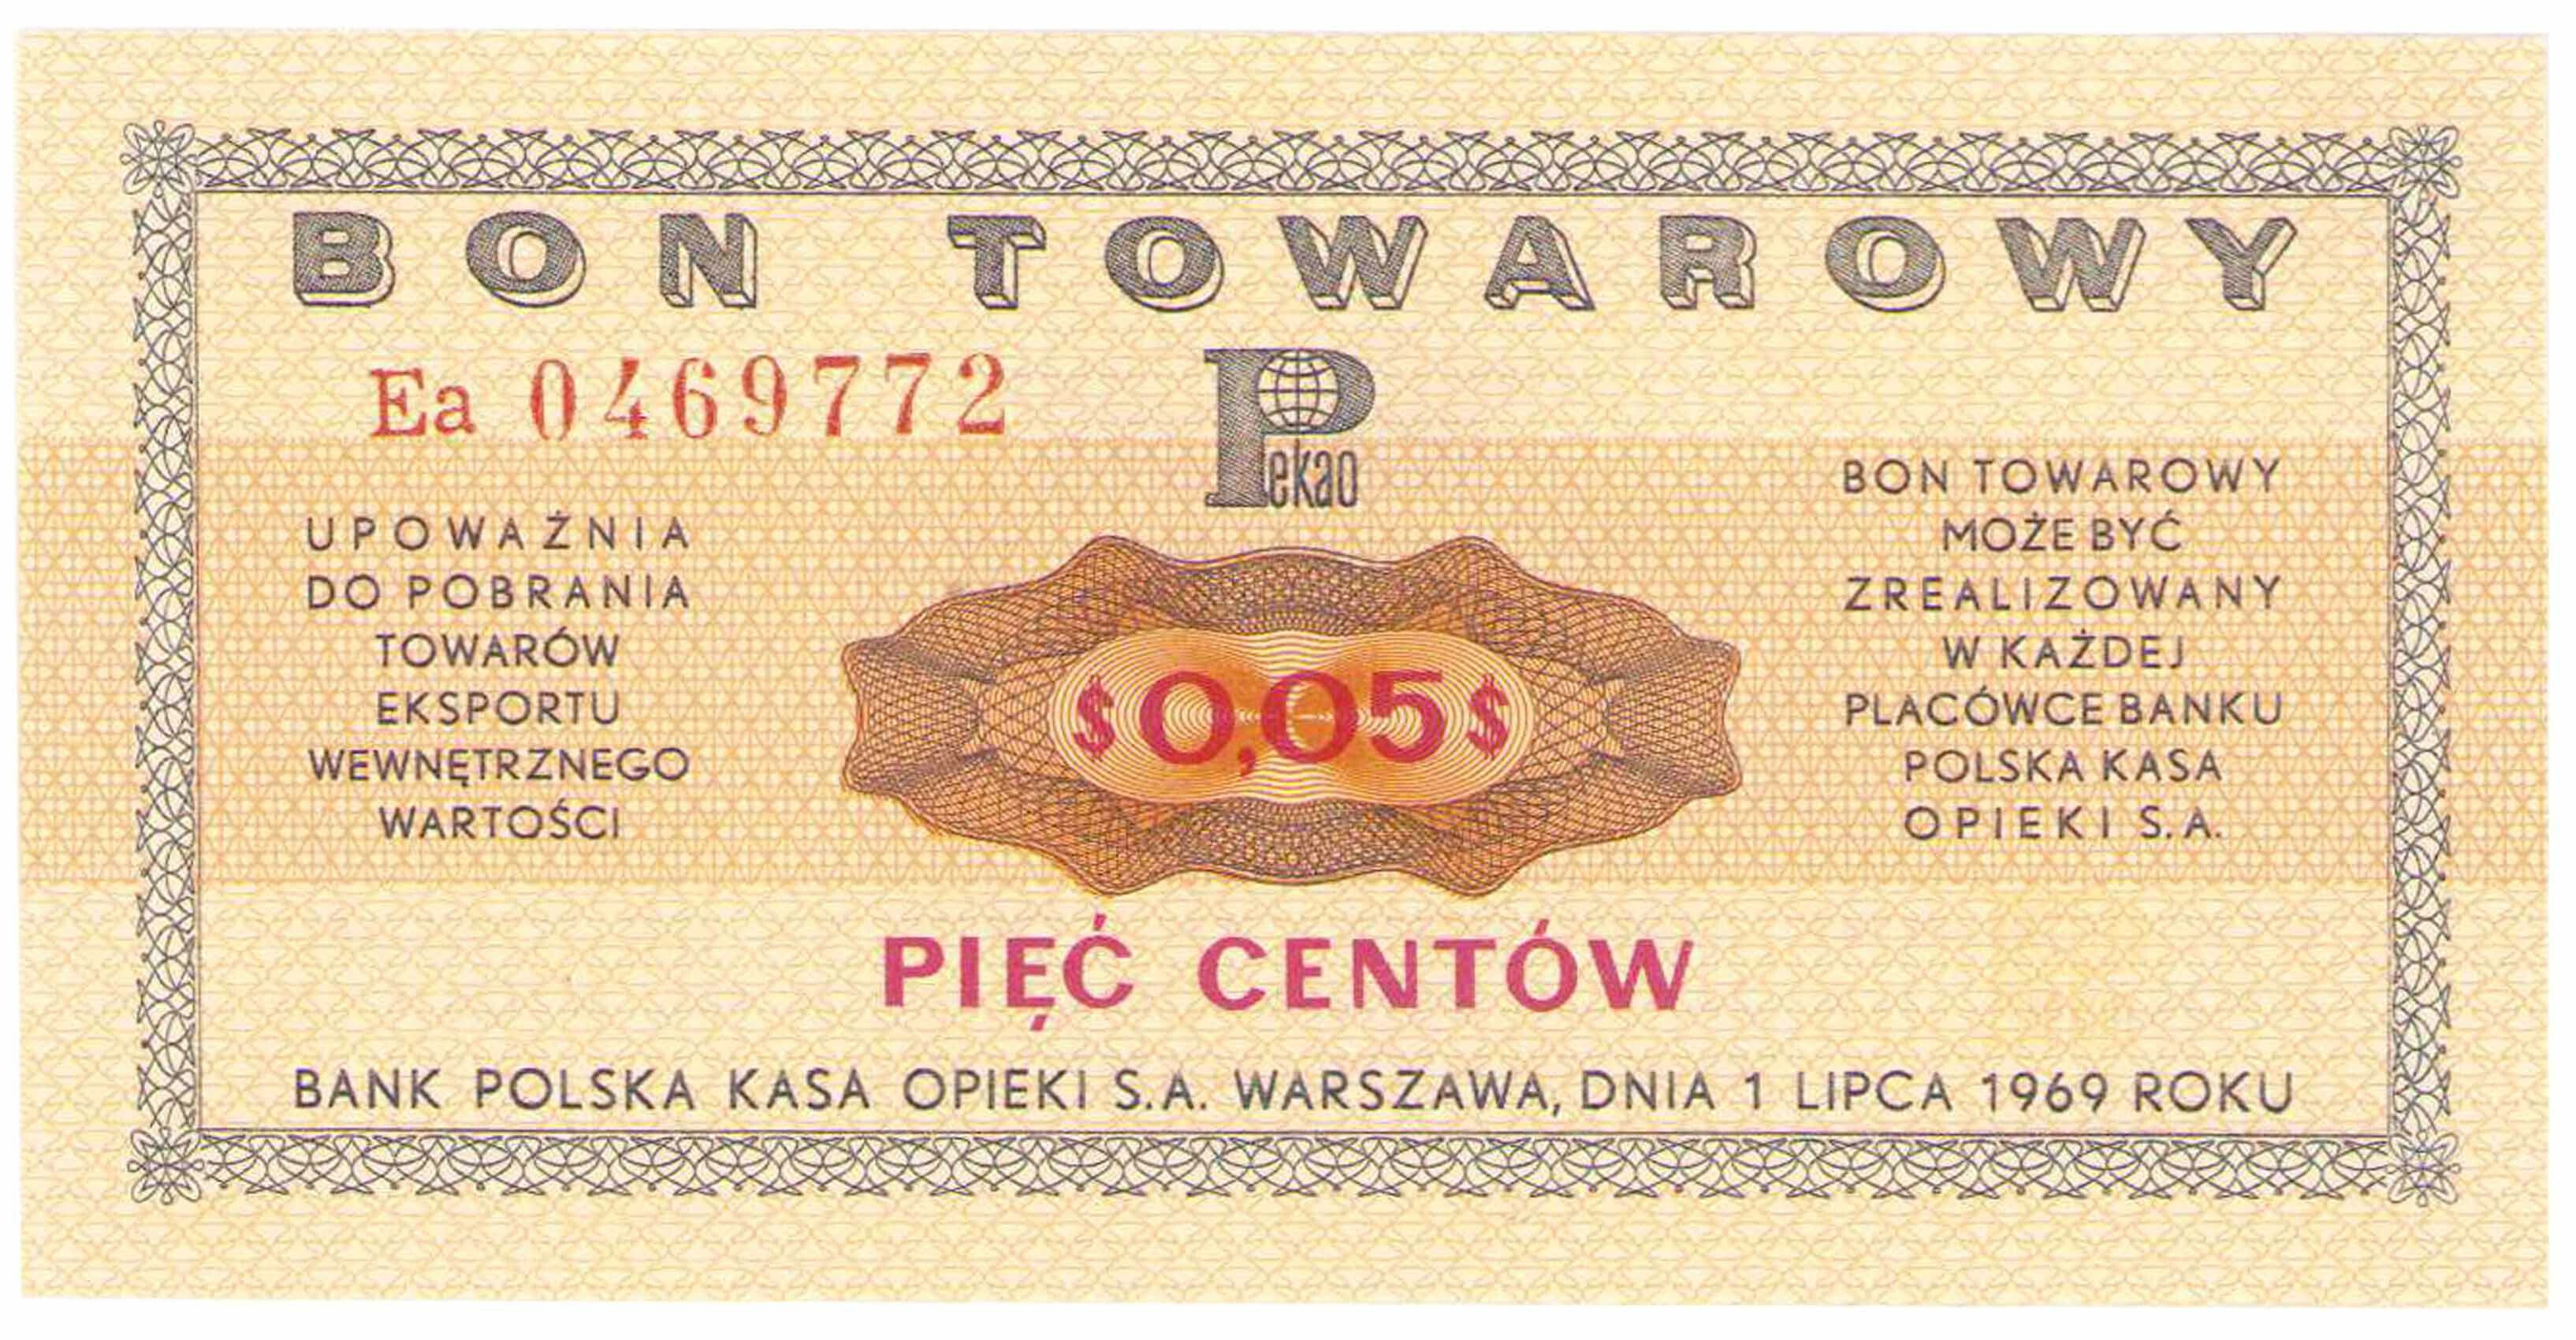 BON TOWAROWY
Ea 0469772
Pekao
UPOWAŻNIA
DO POBRANIA
TOWARÓW
EKSPORTU
WEWNĘTRZNEGO
WARTOŚCI
$0,05$
BON TOWAROWY
MOŻE BYĆ
ZREALIZOWANY
W KAŻDEJ
PLACÓWCE BANKU
POLSKA KASA
OPIEKI S.A.
PIĘĆ CENTÓW
BANK POLSKA KASA OPIEKI S.A. WARSZAWA, DNIA 1 LIPCA 1969 ROKU